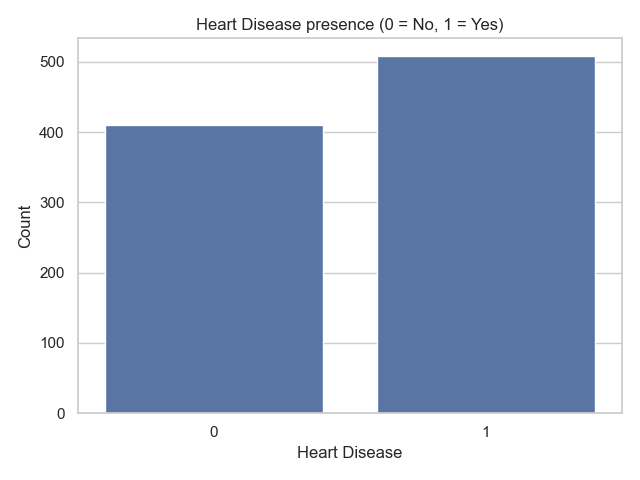 Heart Disease presence (0 = No, 1 = Yes)
500
400
300
200
100
0
Count
0 1
Heart Disease